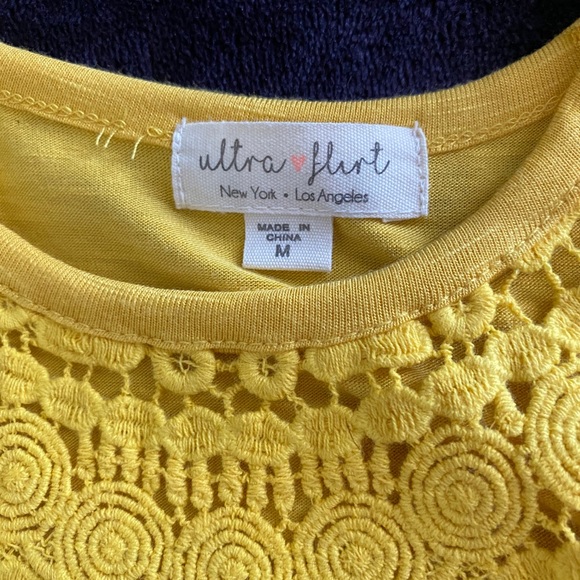 ultra flirt
New York • Los Angeles
MADE IN
CHINA
M